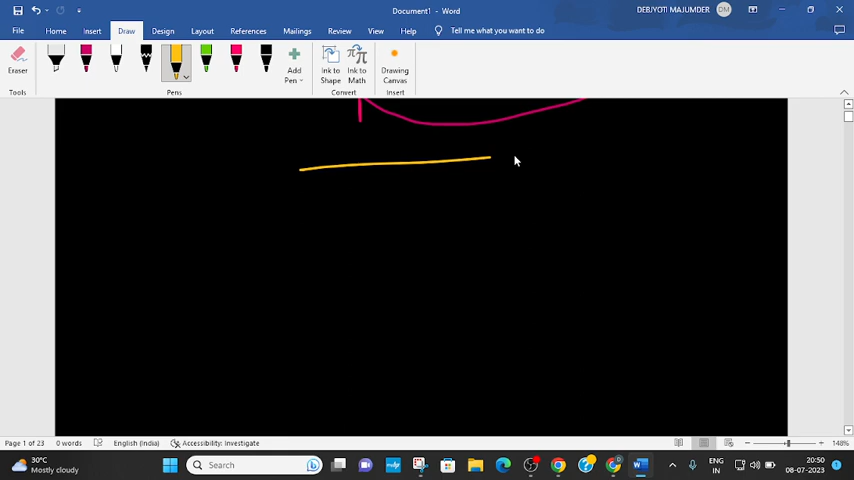 Document1 - Word
DEBJYOTI MAJUMDER
DM
File Home Insert Draw Design Layout References Mailings Review View Help Tell me what you want to do
Eraser
Add Pen
Ink to Shape
Ink to Math
Drawing Canvas
Tools
Pens
Convert
Insert
Page 1 of 23 0 words English (India) Accessibility: Investigate
148%
30°C
Mostly cloudy
Search
ENG
IN
20:50
08-07-2023